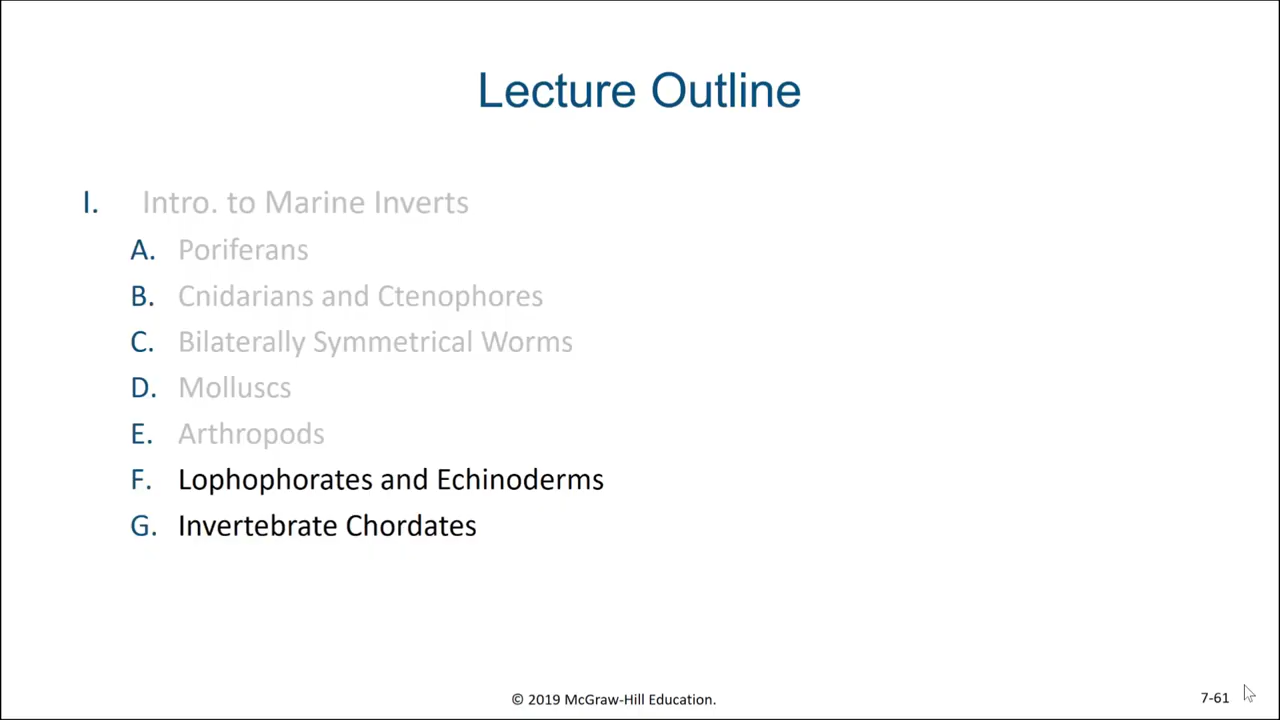 Lecture Outline
I. Intro. to Marine Inverts
A. Poriferans
B. Cnidarians and Ctenophores
C. Bilaterally Symmetrical Worms
D. Molluscs
E. Arthropods
F. Lophophorates and Echinoderms
G. Invertebrate Chordates
© 2019 McGraw-Hill Education.
7-61